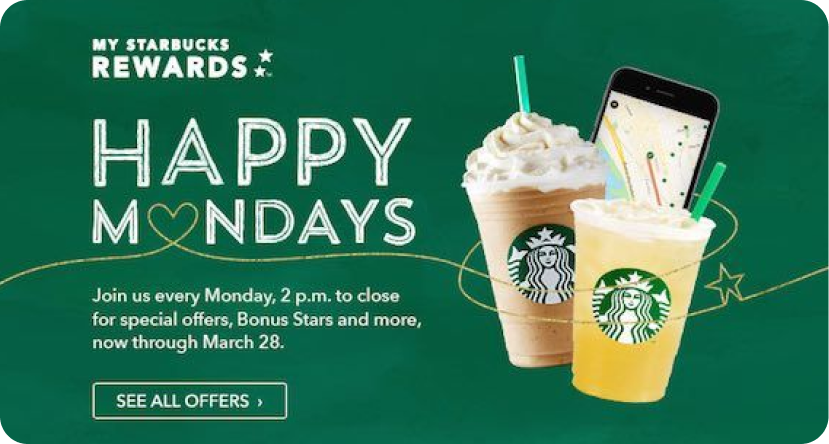 MY STARBUCKS
REWARDS
HAPPY
MONDAYS
Join us every Monday, 2 p.m. to close
for special offers, Bonus Stars and more,
now through March 28.
SEE ALL OFFERS ›